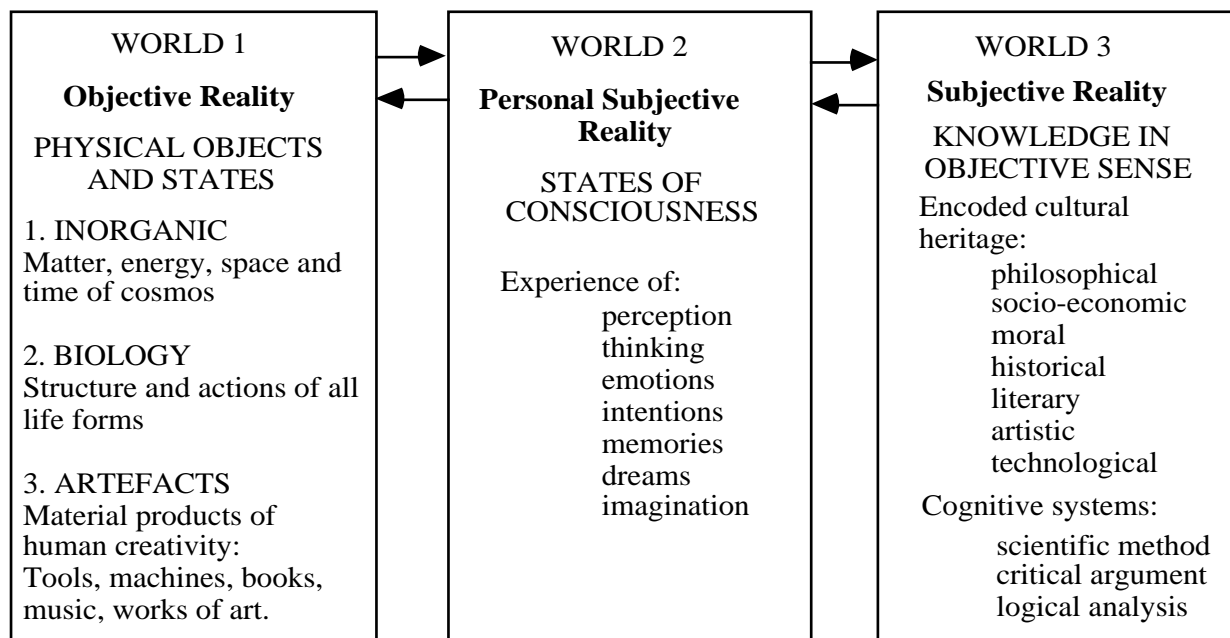 WORLD 1
Objective Reality
PHYSICAL OBJECTS
AND STATES
1. INORGANIC
Matter, energy, space and
time of cosmos
2. BIOLOGY
Structure and actions of all
life forms
3. ARTEFACTS
Material products of
human creativity:
Tools, machines, books,
music, works of art.
WORLD 2
Personal Subjective
Reality
STATES OF
CONSCIOUSNESS
Experience of:
perception
thinking
emotions
intentions
memories
dreams
imagination
WORLD 3
Subjective Reality
KNOWLEDGE IN
OBJECTIVE SENSE
Encoded cultural
heritage:
philosophical
socio-economic
moral
historical
literary
artistic
technological
Cognitive systems:
scientific method
critical argument
logical analysis